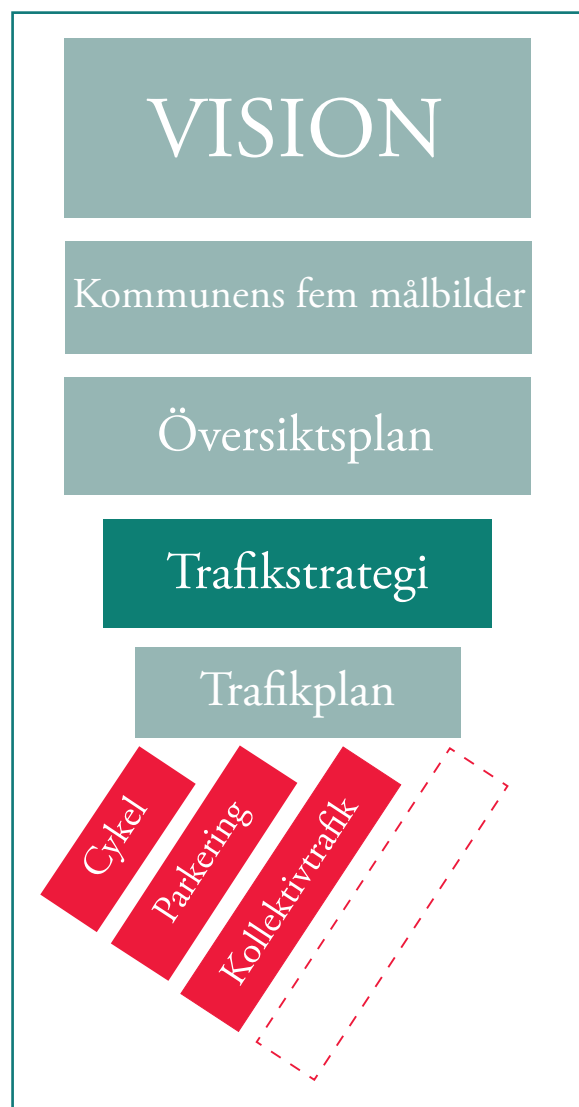 VISION
Kommunens fem målbilder
Översiktsplan
Trafikstrategi
Trafikplan
Cykel
Parkering
Kollektivtrafik